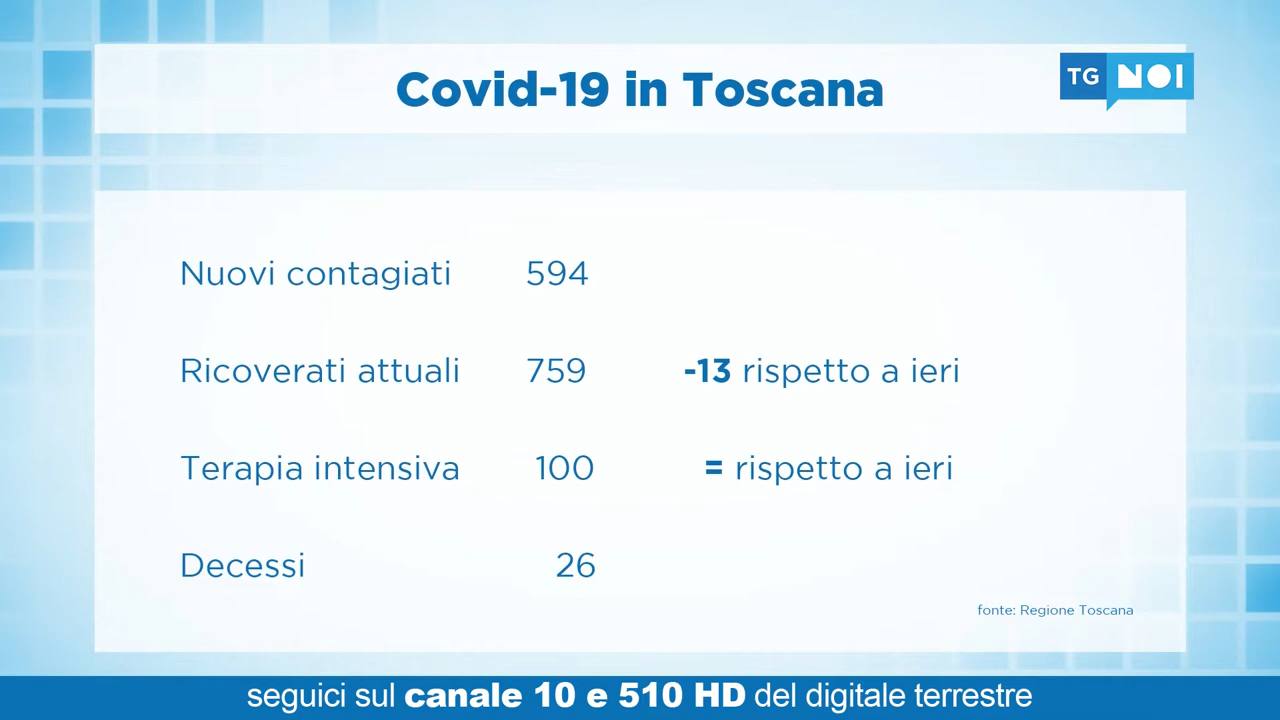 Covid-19 in Toscana
TG NOI
Nuovi contagiati 594
Ricoverati attuali 759 -13 rispetto a ieri
Terapia intensiva 100 = rispetto a ieri
Decessi 26
fonte: Regione Toscana
seguici sul canale 10 e 510 HD del digitale terrestre